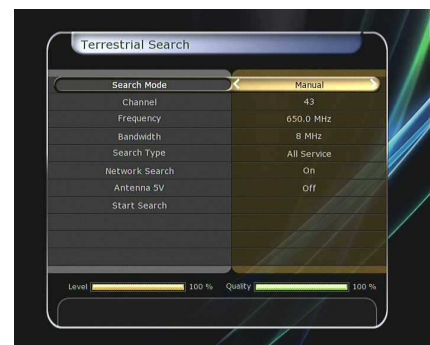 Terrestrial Search
Search Mode Manual
Channel 43
Frequency 650.0 MHz
Bandwidth 8 MHz
Search Type All Service
Network Search On
Antenna 5V Off
Start Search
Level 100 % Quality 100 %